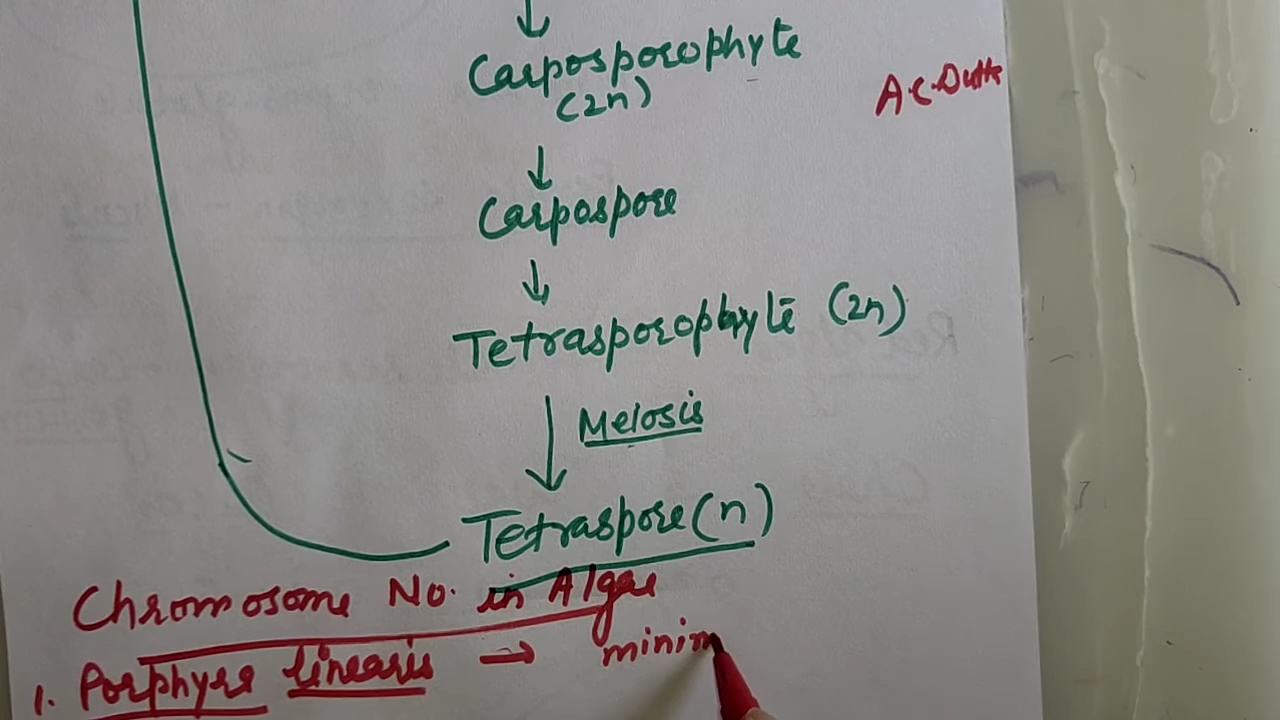 Carposporophyte
(2n)
A.C. Dutta
Carpospore
Tetrasporophyte (2n)
Meiosis
Tetraspore (n)
Chromosome No. in Algae
1. Porphyra linearis → minim